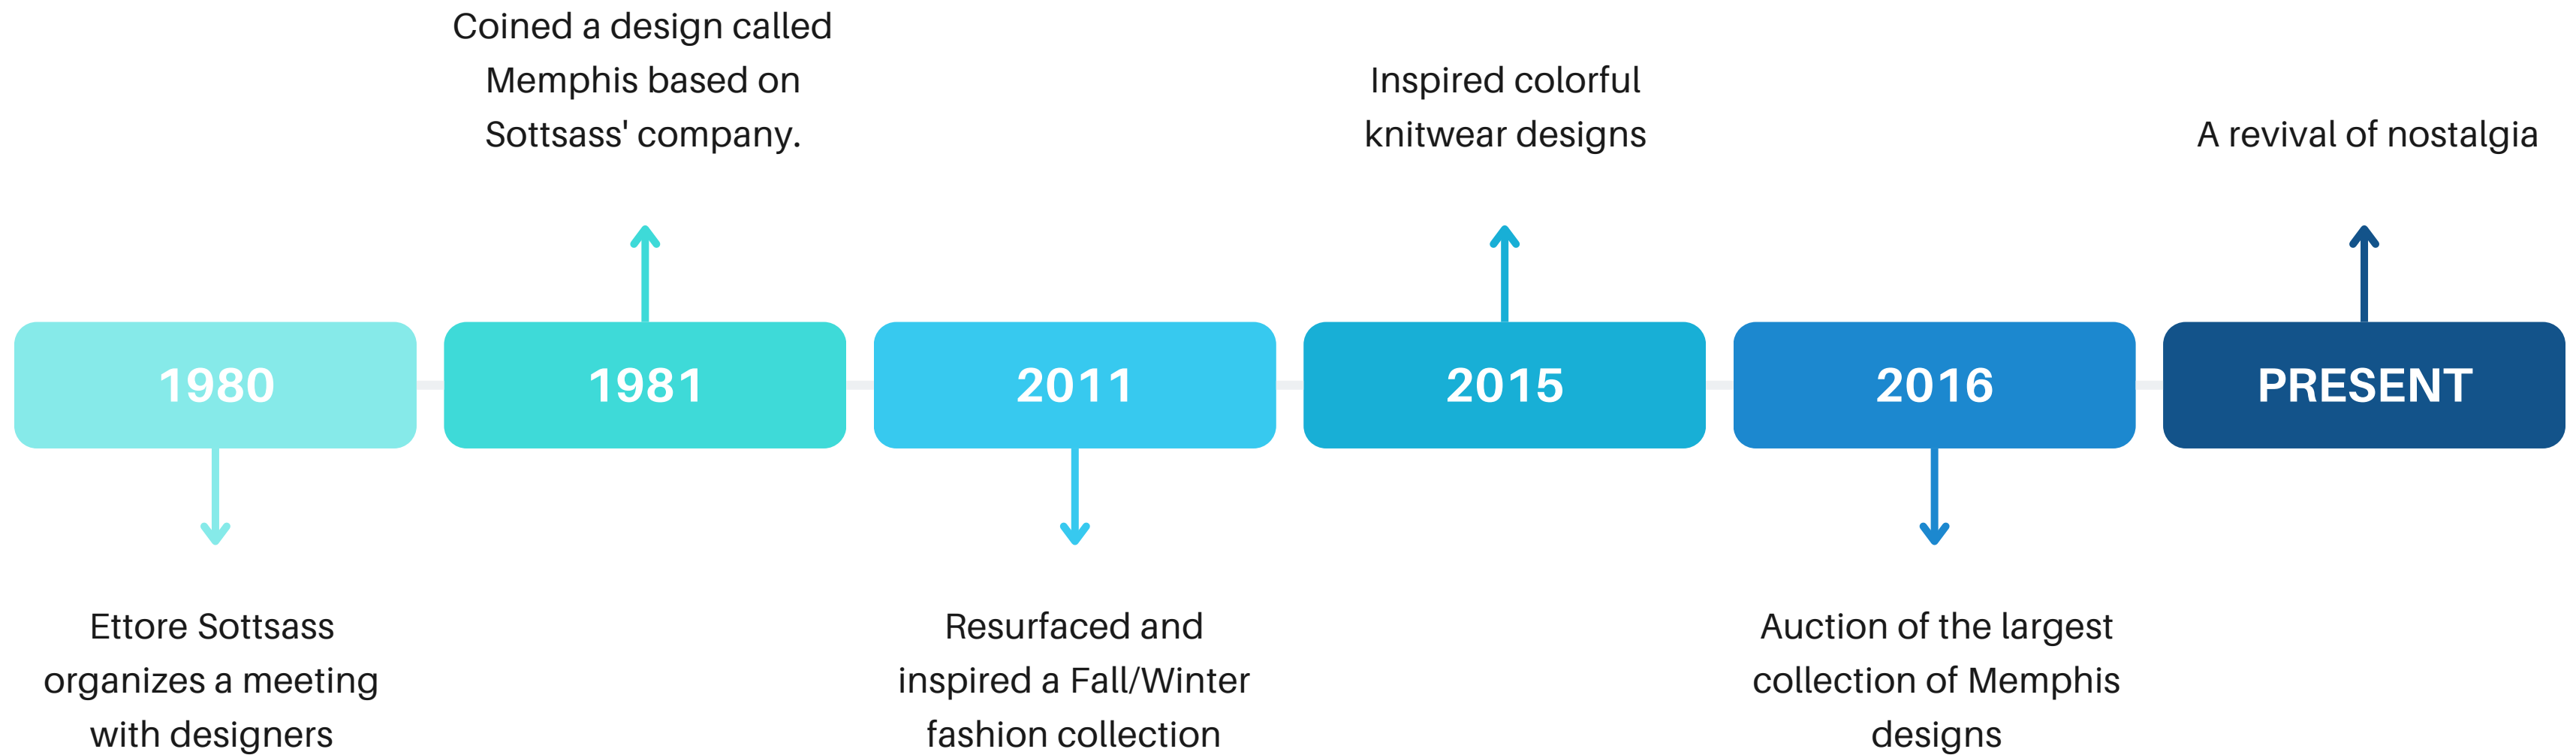 Coined a design called
Memphis based on
Sottsass' company.
Inspired colorful
knitwear designs
A revival of nostalgia
1980
1981
2011
2015
2016
PRESENT
Ettore Sottsass
organizes a meeting
with designers
Resurfaced and
inspired a Fall/Winter
fashion collection
Auction of the largest
collection of Memphis
designs